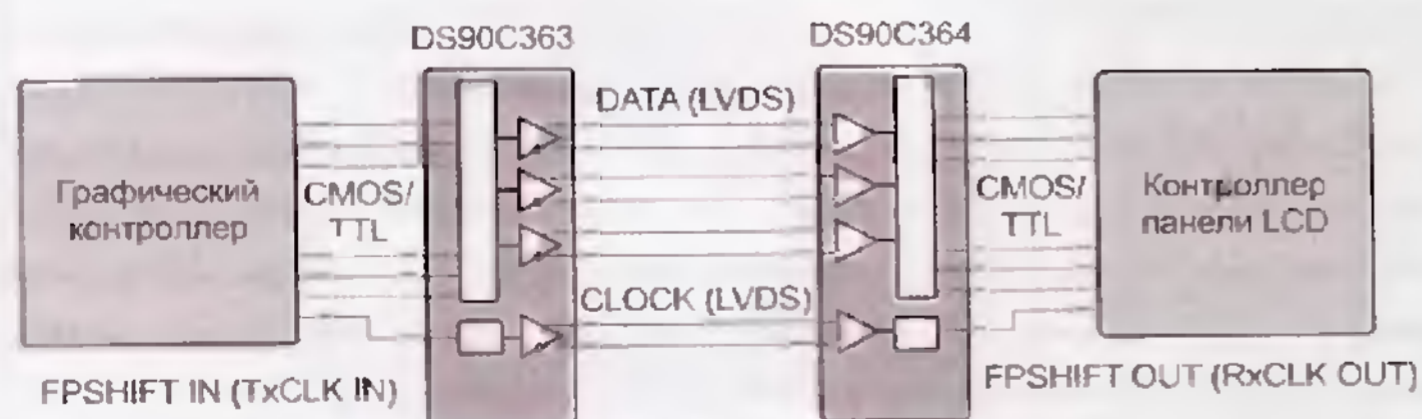 DS90C363
DS90C364
DATA (LVDS)
Графический
контроллер
CMOS/
TTL
CMOS/
TTL
Контроллер
панели LCD
CLOCK (LVDS)
FPSHIFT IN (TxCLK IN)
FPSHIFT OUT (RxCLK OUT)